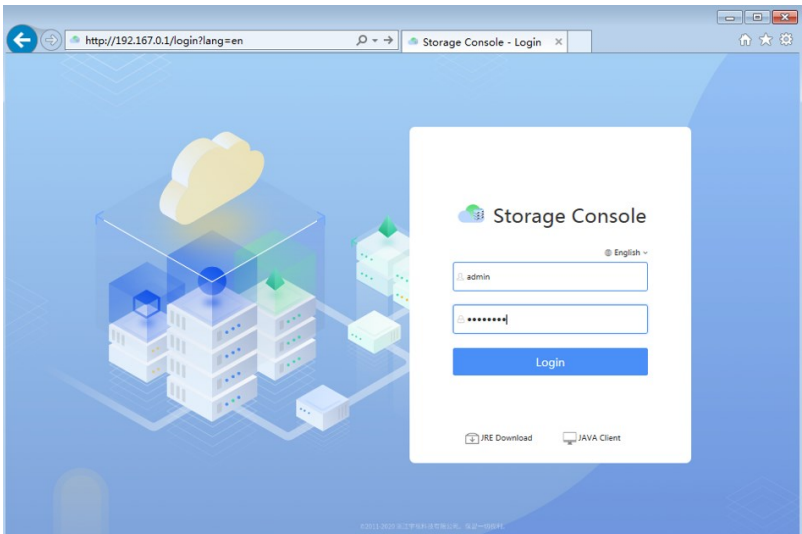 http://192.167.0.1/login?lang=en
Storage Console - Login
Storage Console
English
admin
Login
JRE Download
JAVA Client